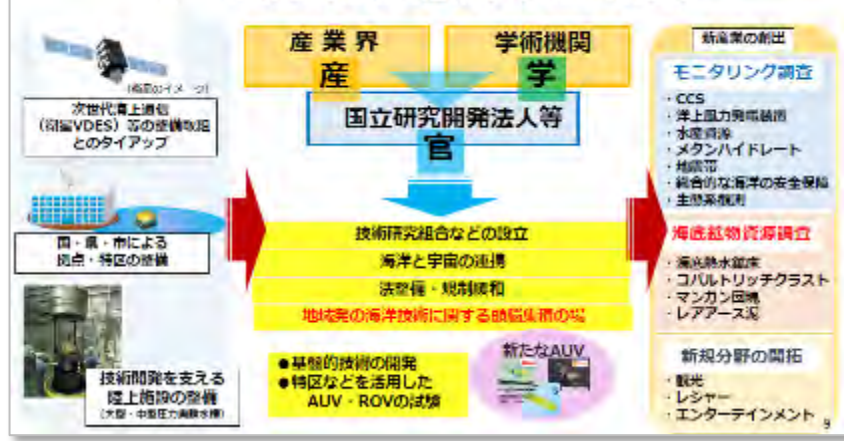 (衛星のイメージ)
次世代海上通信
(衛星VDES)等の整備取組
とのタイアップ
国・県・市による
拠点・特区の整備
技術開発を支える
陸上施設の整備
(大型・中型圧力実験水槽)
産業界
産
学術機関
学
国立研究開発法人等
官
技術研究組合などの設立
海洋と宇宙の連携
法整備・規制緩和
地域発の海洋技術に関する頭脳集積の場
●基盤的技術の開発
●特区などを活用した
AUV・ROVの試験
新たなAUV
新産業の創出
モニタリング調査
・CCS
・洋上風力発電装置
・水産資源
・メタンハイドレート
・地震帯
・総合的な海洋の安全保障
・生態系観測
海底鉱物資源調査
・海底熱水鉱床
・コバルトリッチクラスト
・マンガン団塊
・レアアース泥
新規分野の開拓
・観光
・レジャー
・エンターテインメント
9